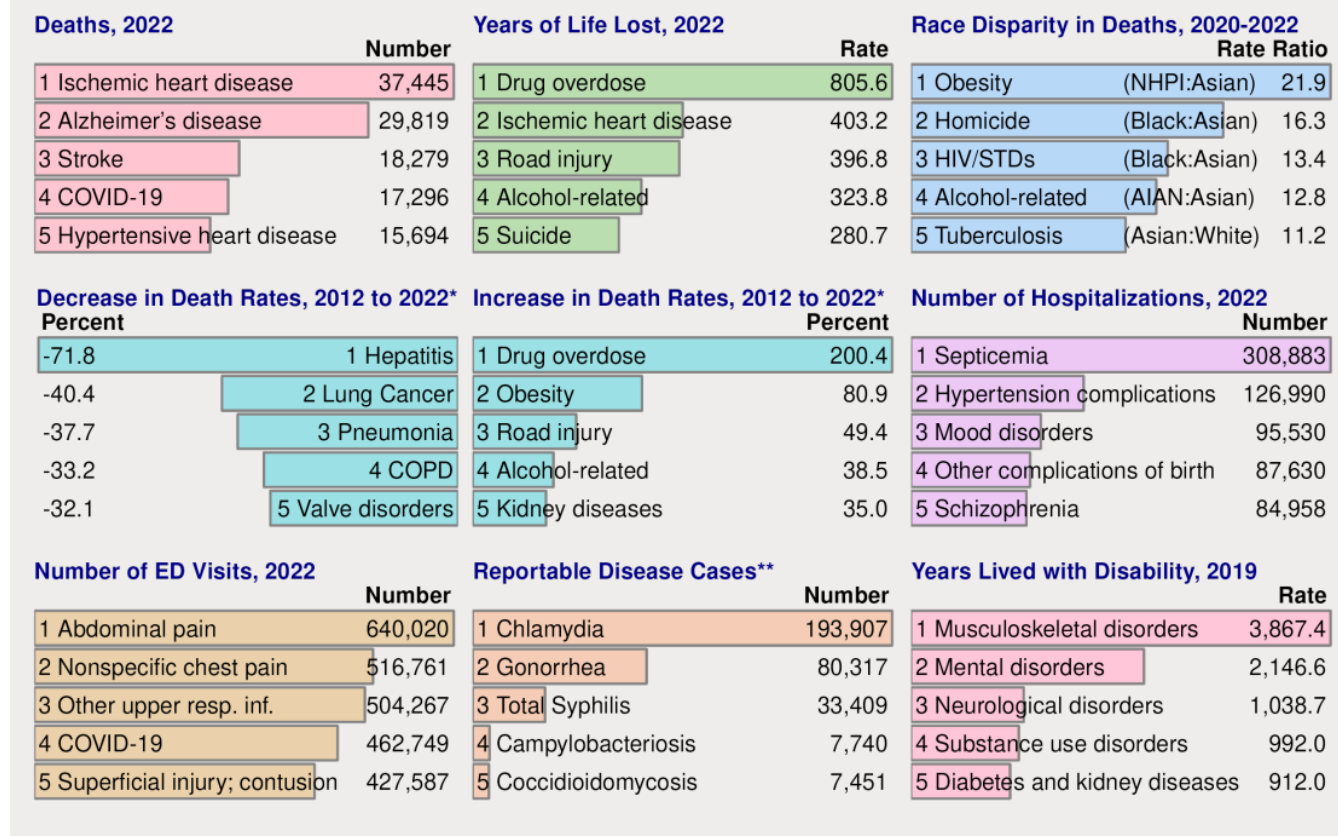 Deaths, 2022
Number
1 Ischemic heart disease 37,445
2 Alzheimer's disease 29,819
3 Stroke 18,279
4 COVID-19 17,296
5 Hypertensive heart disease 15,694
Years of Life Lost, 2022
Rate
1 Drug overdose 805.6
2 Ischemic heart disease 403.2
3 Road injury 396.8
4 Alcohol-related 323.8
5 Suicide 280.7
Race Disparity in Deaths, 2020-2022
Rate Ratio
1 Obesity (NHPI:Asian) 21.9
2 Homicide (Black:Asian) 16.3
3 HIV/STDs (Black:Asian) 13.4
4 Alcohol-related (AIAN:Asian) 12.8
5 Tuberculosis (Asian:White) 11.2
Decrease in Death Rates, 2012 to 2022*
Percent
-71.8 1 Hepatitis
-40.4 2 Lung Cancer
-37.7 3 Pneumonia
-33.2 4 COPD
-32.1 5 Valve disorders
Increase in Death Rates, 2012 to 2022*
Percent
1 Drug overdose 200.4
2 Obesity 80.9
3 Road injury 49.4
4 Alcohol-related 38.5
5 Kidney diseases 35.0
Number of Hospitalizations, 2022
Number
1 Septicemia 308,883
2 Hypertension complications 126,990
3 Mood disorders 95,530
4 Other complications of birth 87,630
5 Schizophrenia 84,958
Number of ED Visits, 2022
Number
1 Abdominal pain 640,020
2 Nonspecific chest pain 516,761
3 Other upper resp. inf. 504,267
4 COVID-19 462,749
5 Superficial injury; contusion 427,587
Reportable Disease Cases**
Number
1 Chlamydia 193,907
2 Gonorrhea 80,317
3 Total Syphilis 33,409
4 Campylobacteriosis 7,740
5 Coccidioidomycosis 7,451
Years Lived with Disability, 2019
Rate
1 Musculoskeletal disorders 3,867.4
2 Mental disorders 2,146.6
3 Neurological disorders 1,038.7
4 Substance use disorders 992.0
5 Diabetes and kidney diseases 912.0